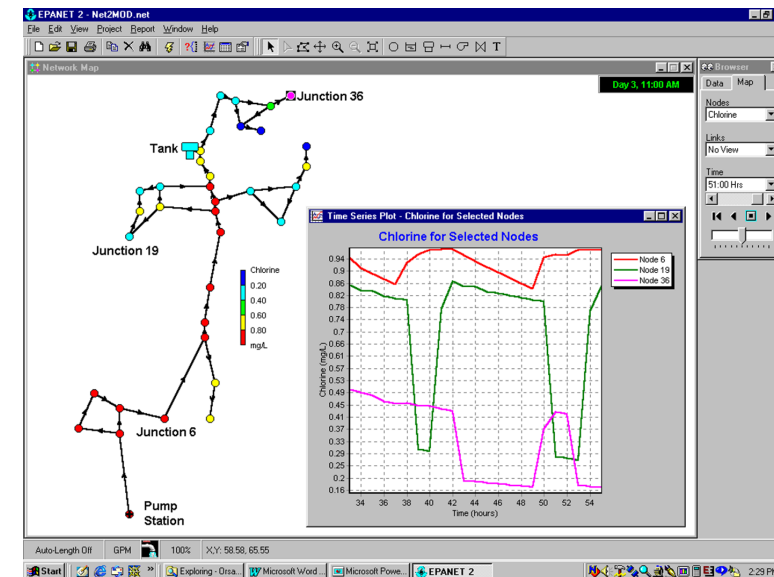 EPANET 2 - Net2MOD.net
File Edit View Project Report Window Help
T
Network Map
Day 3, 11:00 AM
Junction 36
Tank
Junction 19
Chlorine
0.20
0.40
0.60
0.80
mg/L
Junction 6
Pump
Station
Time Series Plot - Chlorine for Selected Nodes
Chlorine for Selected Nodes
Chlorine (mg/L)
0.94
0.9
0.86
0.82
0.78
0.74
0.7
0.66
0.61
0.57
0.53
0.49
0.45
0.41
0.37
0.33
0.29
0.25
0.2
0.16
34 36 38 40 42 44 46 48 50 52 54
Time (hours)
Node 6
Node 19
Node 36
Browser
Data Map
Nodes
Chlorine
Links
No View
Time
51:00 Hrs
Auto-Length Off GPM 100% X,Y: 58.58, 65.55
Start » Exploring - Orsa... Microsoft Word ... Microsoft Powe... EPANET 2 2:29 P